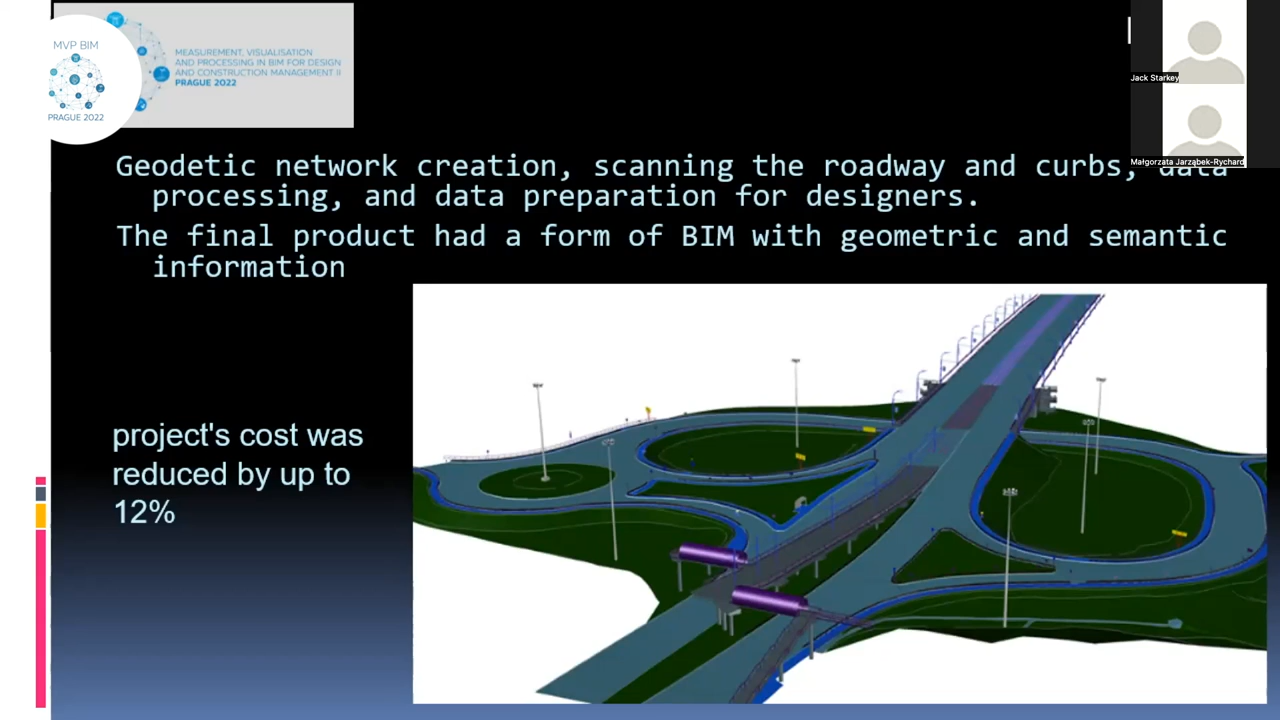 MVP BIM
PRAGUE 2022
MEASUREMENT, VISUALISATION
AND PROCESSING IN BIM FOR DESIGN
AND CONSTRUCTION MANAGEMENT II
PRAGUE 2022
Jack Starkey
Małgorzata Jarząbek-Rychard
Geodetic network creation, scanning the roadway and curbs, data
processing, and data preparation for designers.
The final product had a form of BIM with geometric and semantic
information
project's cost was
reduced by up to
12%